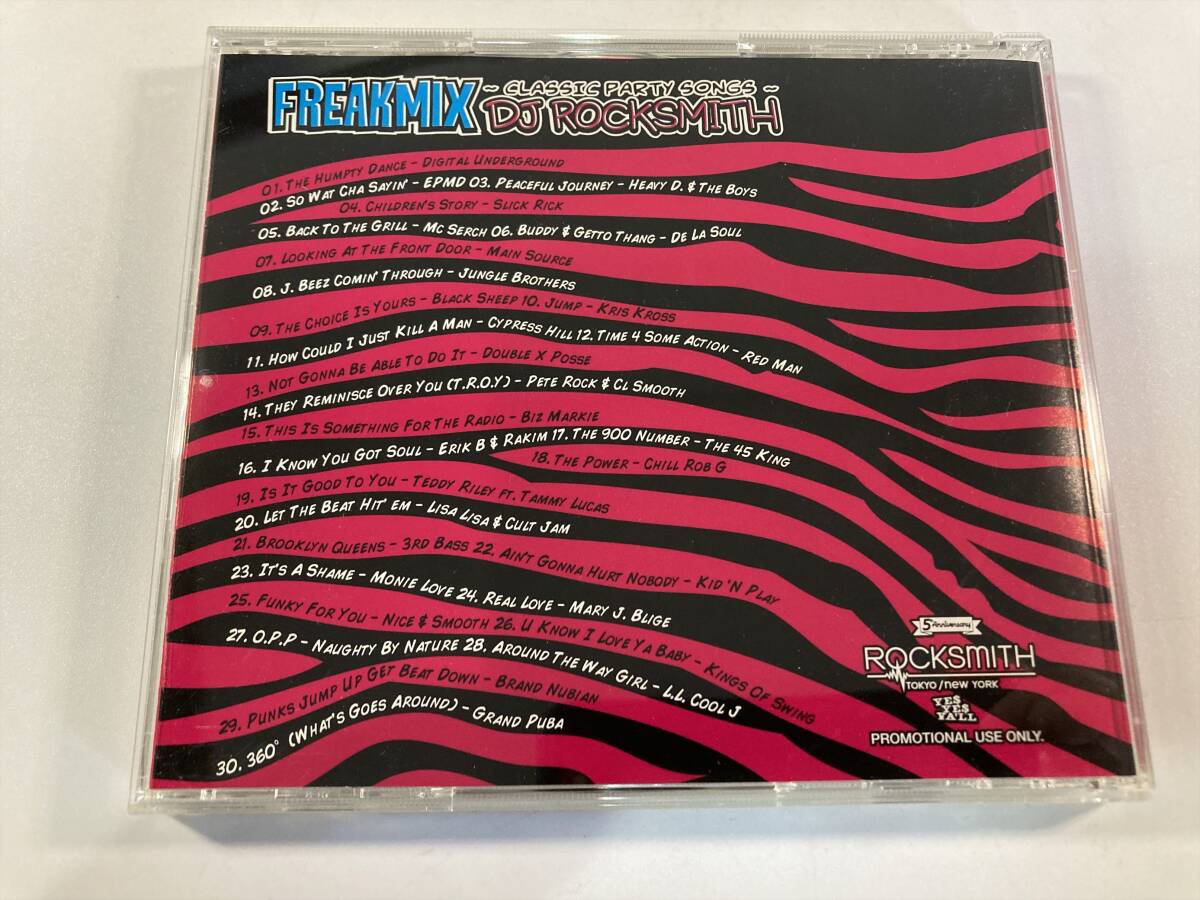 FREAKMIX
~ CLASSIC PARTY SONGS ~
DJ ROCKSMITH
01. THE HUMPTY DANCE - DIGITAL UNDERGROUND
02. SO WAT CHA SAYIN' - EPMD 03. PEACEFUL JOURNEY - HEAVY D. & THE BOYS
04. CHILDREN'S STORY - SLICK RICK
05. BACK TO THE GRILL - MC SERCH 06. BUDDY & GETTO THANG - DE LA SOUL
07. LOOKING AT THE FRONT DOOR - MAIN SOURCE
08. J. BEEZ COMIN' THROUGH - JUNGLE BROTHERS
09. THE CHOICE IS YOURS - BLACK SHEEP 10. JUMP - KRIS KROSS
11. HOW COULD I JUST KILL A MAN - CYPRESS HILL 12. TIME 4 SOME ACTION - RED MAN
13. NOT GONNA BE ABLE TO DO IT - DOUBLE X POSSE
14. THEY REMINISCE OVER YOU (T.R.O.Y) - PETE ROCK & CL SMOOTH
15. THIS IS SOMETHING FOR THE RADIO - BIZ MARKIE
16. I KNOW YOU GOT SOUL - ERIK B & RAKIM 17. THE 900 NUMBER - THE 45 KING
18. THE POWER - CHILL ROB G
19. IS IT GOOD TO YOU - TEDDY RILEY FT. TAMMY LUCAS
20. LET THE BEAT HIT' EM - LISA LISA & CULT JAM
21. BROOKLYN QUEENS - 3RD BASS 22. AIN'T GONNA HURT NOBODY - KID 'N PLAY
23. IT'S A SHAME - MONIE LOVE 24. REAL LOVE - MARY J. BLIGE
25. FUNKY FOR YOU - NICE & SMOOTH 26. U KNOW I LOVE YA BABY - KINGS OF SWING
27. O.P.P - NAUGHTY BY NATURE 28. AROUND THE WAY GIRL - L.L. COOL J
29. PUNKS JUMP UP GET BEAT DOWN - BRAND NUBIAN
30. 360° (WHAT'S GOES AROUND) - GRAND PUBA
5 Anniversary
ROCKSMITH
TOKYO/NEW YORK
YE$
YE$
YA'LL
PROMOTIONAL USE ONLY.